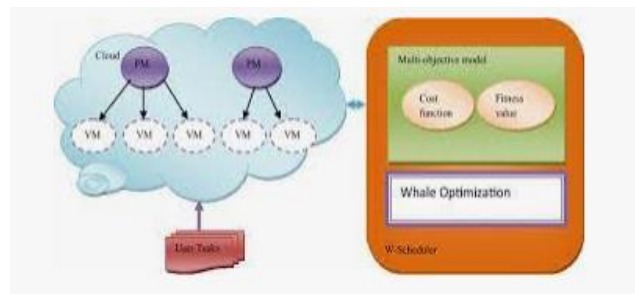 Cloud
PM
PM
VM
VM
VM
VM
VM
User Tasks
Multi-objective model
Cost
function
Fitness
value
Whale Optimization
W-Scheduler